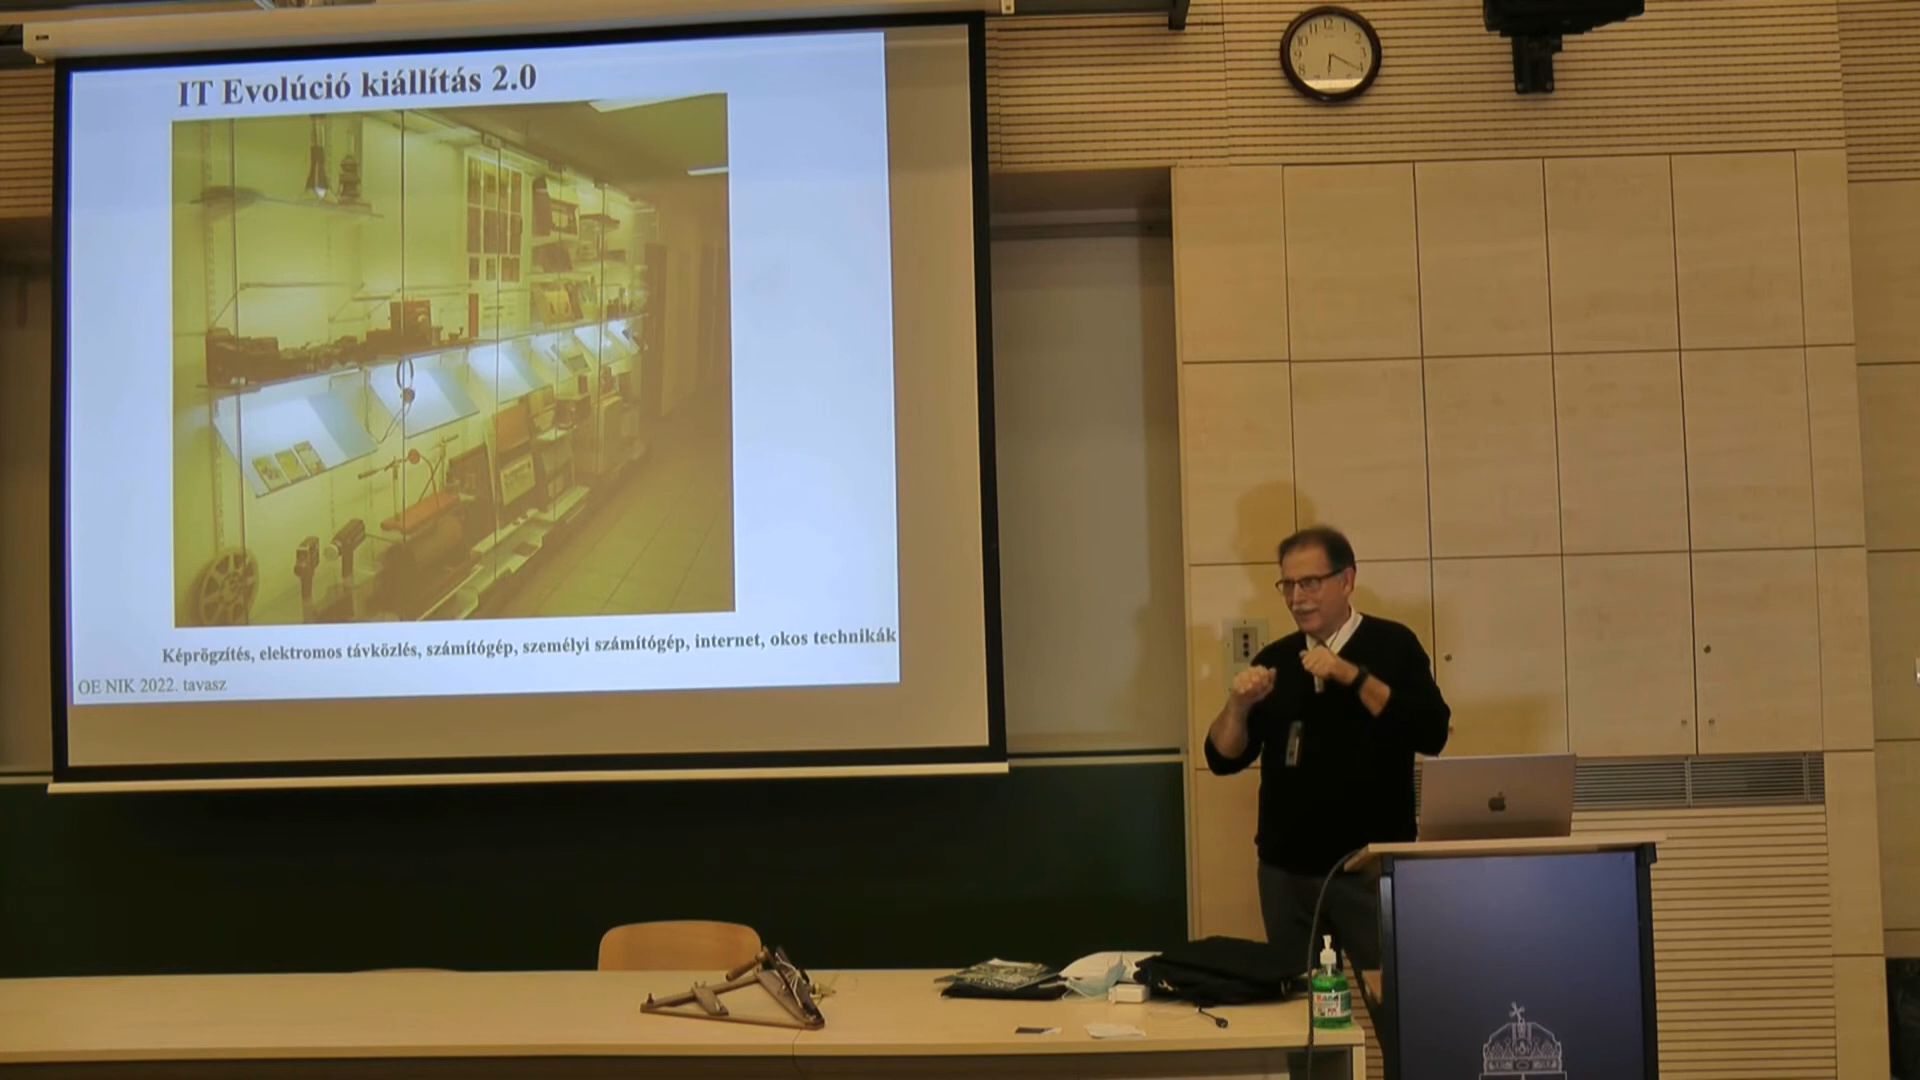 IT Evolúció kiállítás 2.0
Képrögzítés, elektromos távközlés, számítógép, személyi számítógép, internet, okos technikák
OE NIK 2022. tavasz